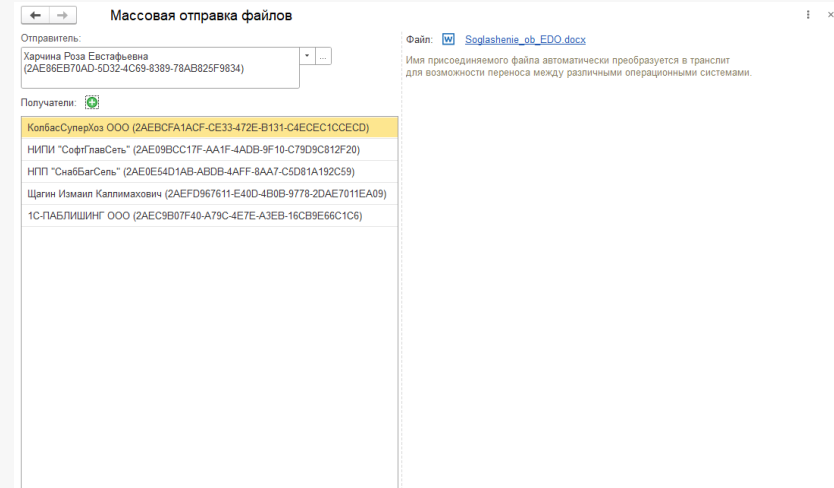 Массовая отправка файлов
Отправитель:
Харчина Роза Евстафьевна
(2AE86EB70AD-5D32-4C69-8389-78AB825F9834)
Получатели:
КолбасСуперХоз ООО (2AEBCFA1ACF-CE33-472E-B131-C4ECEC1CCECD)
НИПИ "СофтГлавСеть" (2AE09BCC17F-AA1F-4ADB-9F10-C79D9C812F20)
НПП "СнабБагСель" (2AE0E54D1AB-ABDB-4AFF-8AA7-C5D81A192C59)
Щагин Измаил Каллимахович (2AEFD967611-E40D-4B0B-9778-2DAE7011EA09)
1С-ПАБЛИШИНГ ООО (2AEC9B07F40-A79C-4E7E-A3EB-16CB9E66C1C6)
Файл: Soglashenie_ob_EDO.docx
Имя присоединяемого файла автоматически преобразуется в транслит
для возможности переноса между различными операционными системами.